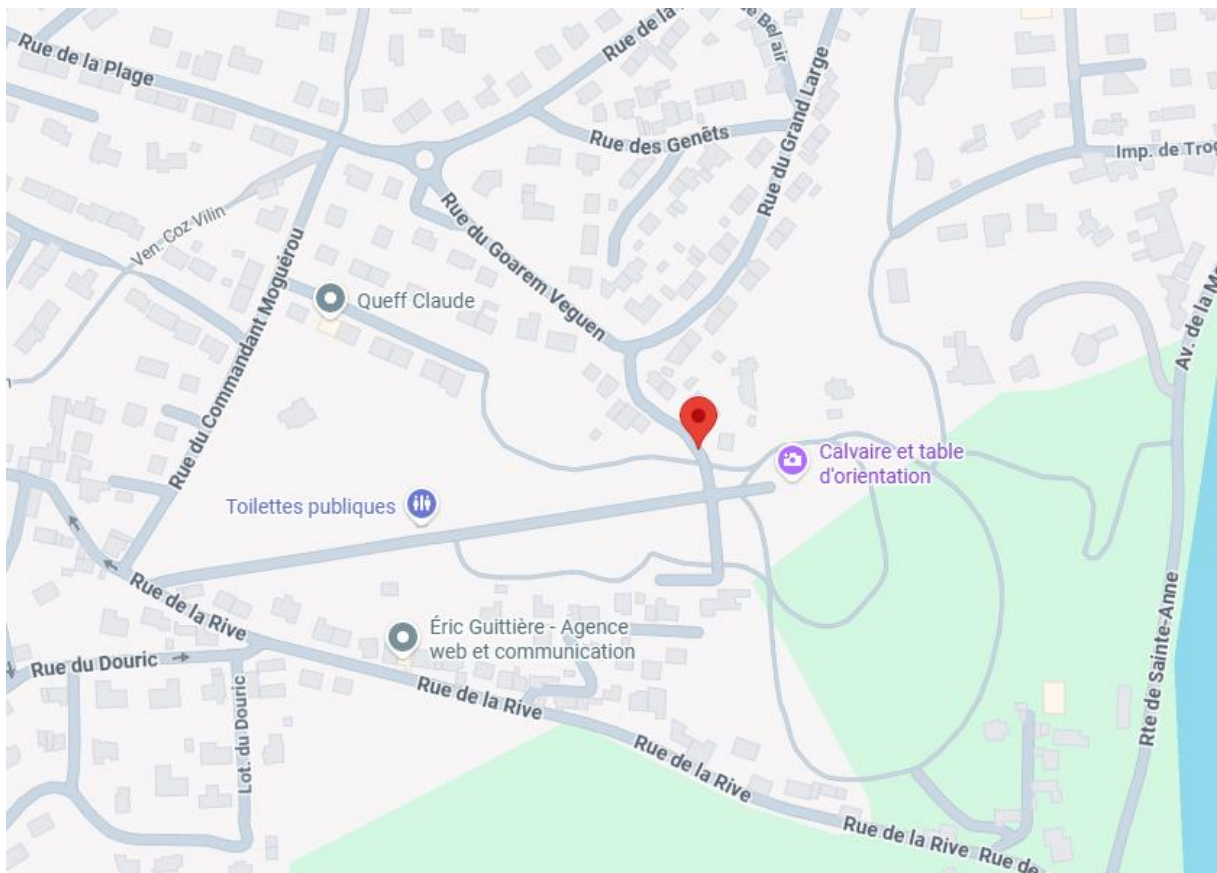 Rue de la Plage
Rue de la
Bel air
Rue du Grand Large
Rue des Genêts
Imp. de Trog
Ven. Coz Vilin
Rue du Goarem Veguen
Queff Claude
Rue du Commandant Moguérou
Av. de la Ma
Calvaire et table
d'orientation
Toilettes publiques
Rue de la Rive
Éric Guittière - Agence
web et communication
Rue du Douric
Rue de la Rive
Lot. du Douric
Rte de Sainte-Anne
Rue de la Rive
Rue de la Rive
Rue de